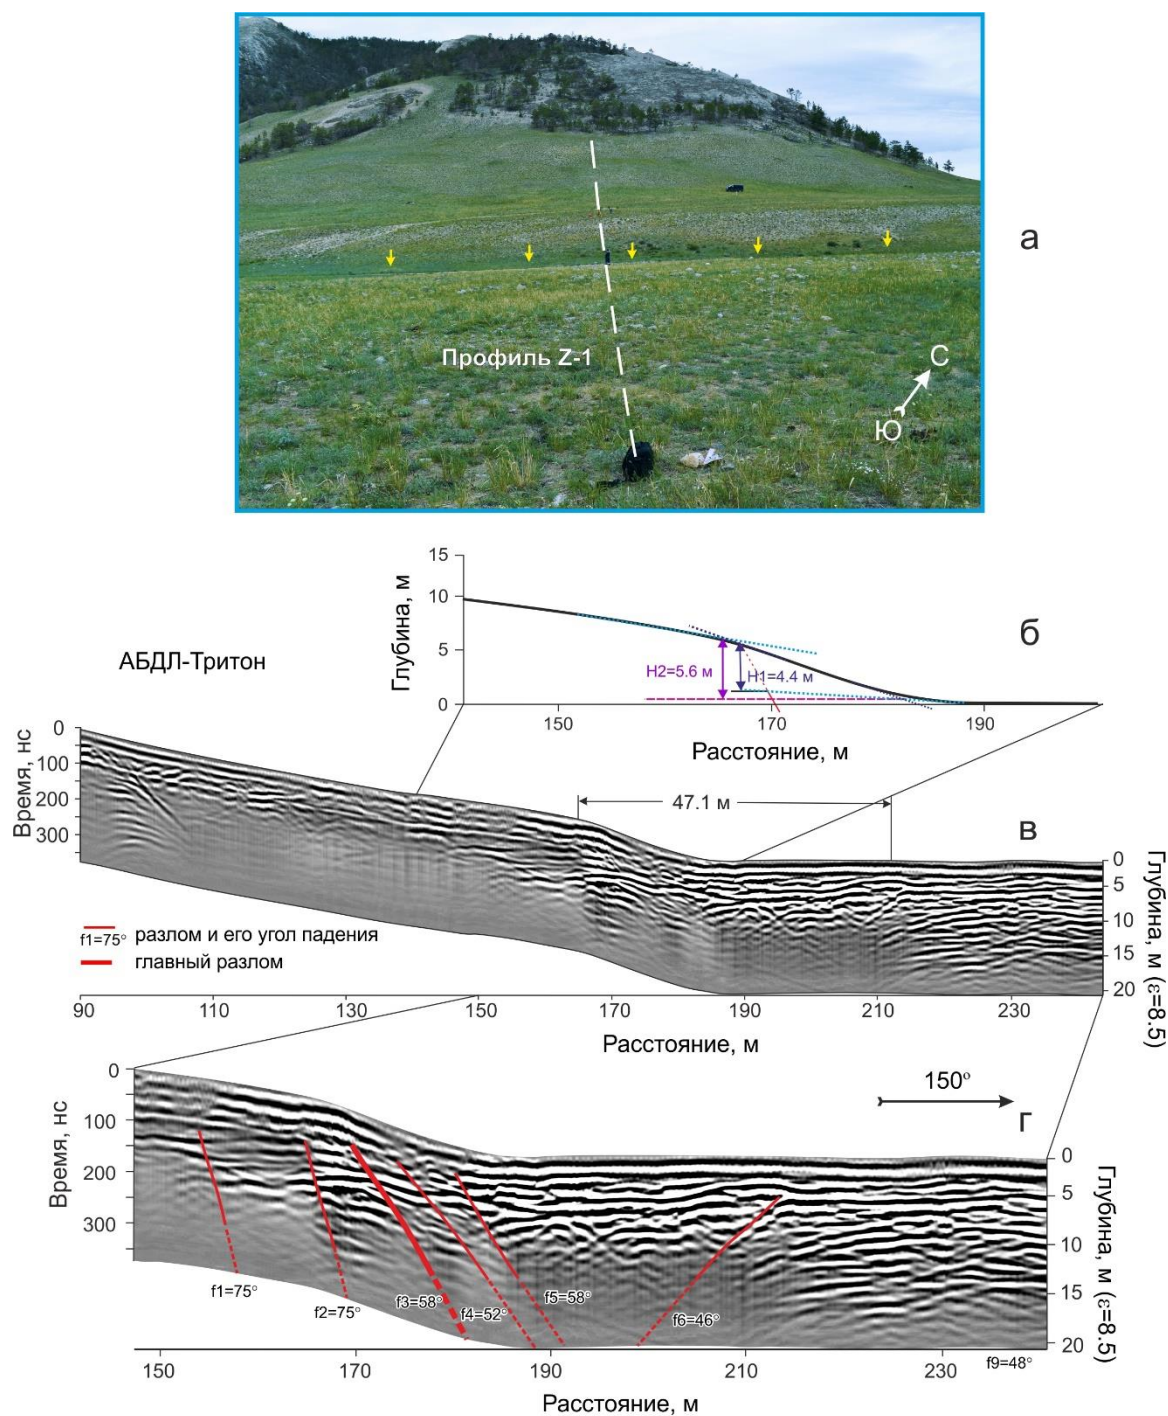 а
Профиль Z-1
С
Ю
б
Глубина, м
15
10
5
0
H2=5.6 м
H1=4.4 м
150
170
190
Расстояние, м
АБДЛ-Тритон
в
Время, нс
0
100
200
300
47.1 м
0
5
10
15
20
Глубина, м (ε=8.5)
f1=75° разлом и его угол падения
главный разлом
90
110
130
150
170
190
210
230
Расстояние, м
г
150°
Время, нс
0
100
200
300
0
5
10
15
20
Глубина, м (ε=8.5)
f1=75°
f2=75°
f3=58°
f4=52°
f5=58°
f6=46°
f9=48°
150
170
190
210
230
Расстояние, м